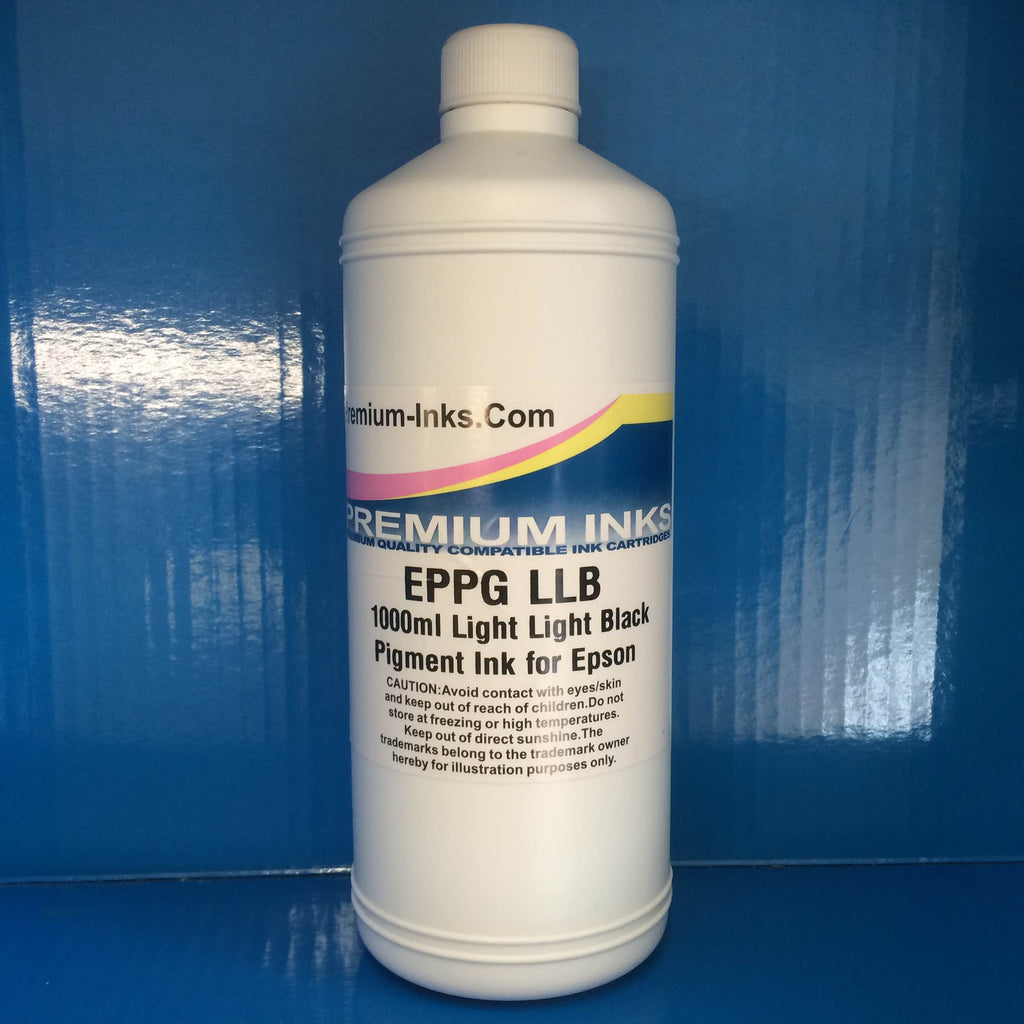 Premium-Inks.Com
PREMIUM INKS
PREMIUM QUALITY COMPATIBLE INK CARTRIDGES
EPPG LLB
1000ml Light Light Black
Pigment Ink for Epson
CAUTION:Avoid contact with eyes/skin
and keep out of reach of children.Do not
store at freezing or high temperatures.
Keep out of direct sunshine.The
trademarks belong to the trademark owner
hereby for illustration purposes only.